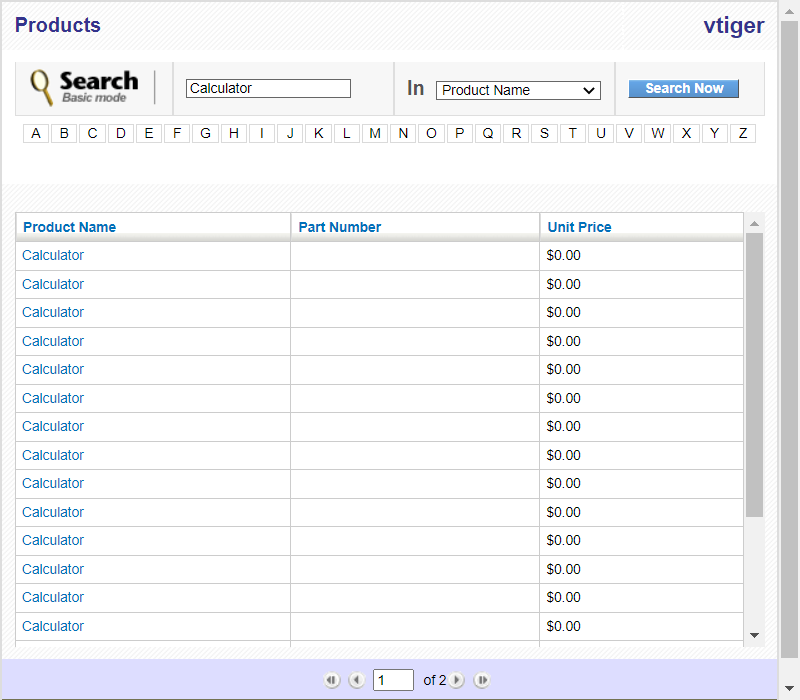 Products vtiger
Search
Basic mode
Calculator In Product Name Search Now
A B C D E F G H I J K L M N O P Q R S T U V W X Y Z
Product Name Part Number Unit Price
Calculator $0.00
Calculator $0.00
Calculator $0.00
Calculator $0.00
Calculator $0.00
Calculator $0.00
Calculator $0.00
Calculator $0.00
Calculator $0.00
Calculator $0.00
Calculator $0.00
Calculator $0.00
Calculator $0.00
Calculator $0.00
1 of 2